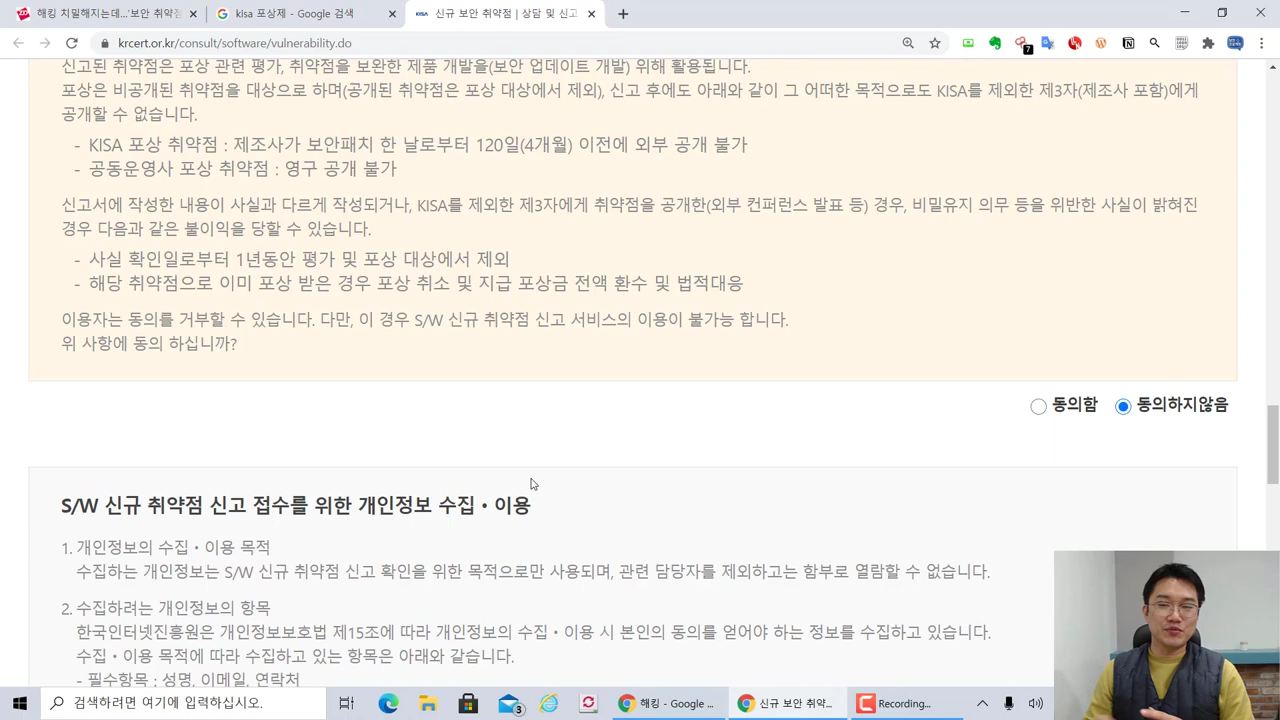 해킹 치밀해지는데..'보안 취약점
kisa 포상제 - Google 검색
KISA 신규 보안 취약점 | 상담 및 신고
krcert.or.kr/consult/software/vulnerability.do
7
신고된 취약점은 포상 관련 평가, 취약점을 보완한 제품 개발을(보안 업데이트 개발) 위해 활용됩니다.
포상은 비공개된 취약점을 대상으로 하며(공개된 취약점은 포상 대상에서 제외), 신고 후에도 아래와 같이 그 어떠한 목적으로도 KISA를 제외한 제3자(제조사 포함)에게
공개할 수 없습니다.
- KISA 포상 취약점 : 제조사가 보안패치 한 날로부터 120일(4개월) 이전에 외부 공개 불가
- 공동운영사 포상 취약점 : 영구 공개 불가
신고서에 작성한 내용이 사실과 다르게 작성되거나, KISA를 제외한 제3자에게 취약점을 공개한(외부 컨퍼런스 발표 등) 경우, 비밀유지 의무 등을 위반한 사실이 밝혀진
경우 다음과 같은 불이익을 당할 수 있습니다.
- 사실 확인일로부터 1년동안 평가 및 포상 대상에서 제외
- 해당 취약점으로 이미 포상 받은 경우 포상 취소 및 지급 포상금 전액 환수 및 법적대응
이용자는 동의를 거부할 수 있습니다. 다만, 이 경우 S/W 신규 취약점 신고 서비스의 이용이 불가능 합니다.
위 사항에 동의 하십니까?
동의함 동의하지않음
S/W 신규 취약점 신고 접수를 위한 개인정보 수집・이용
1. 개인정보의 수집・이용 목적
수집하는 개인정보는 S/W 신규 취약점 신고 확인을 위한 목적으로만 사용되며, 관련 담당자를 제외하고는 함부로 열람할 수 없습니다.
2. 수집하려는 개인정보의 항목
한국인터넷진흥원은 개인정보보호법 제15조에 따라 개인정보의 수집・이용 시 본인의 동의를 얻어야 하는 정보를 수집하고 있습니다.
수집・이용 목적에 따라 수집하고 있는 항목은 아래와 같습니다.
- 필수항목 : 성명, 이메일, 연락처
검색하려면 여기에 입력하십시오.
3
해킹 - Google ...
신규 보안 취약...
Recording...